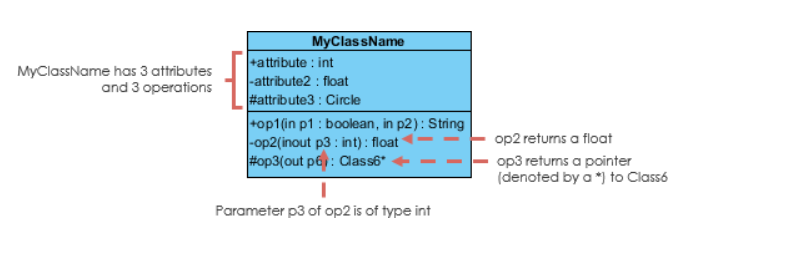 MyClassName
+attribute : int
-attribute2 : float
#attribute3 : Circle
+op1(in p1 : boolean, in p2) : String
-op2(inout p3 : int) : float
#op3(out p6) : Class6*
MyClassName has 3 attributes
and 3 operations
op2 returns a float
op3 returns a pointer
(denoted by a *) to Class6
Parameter p3 of op2 is of type int